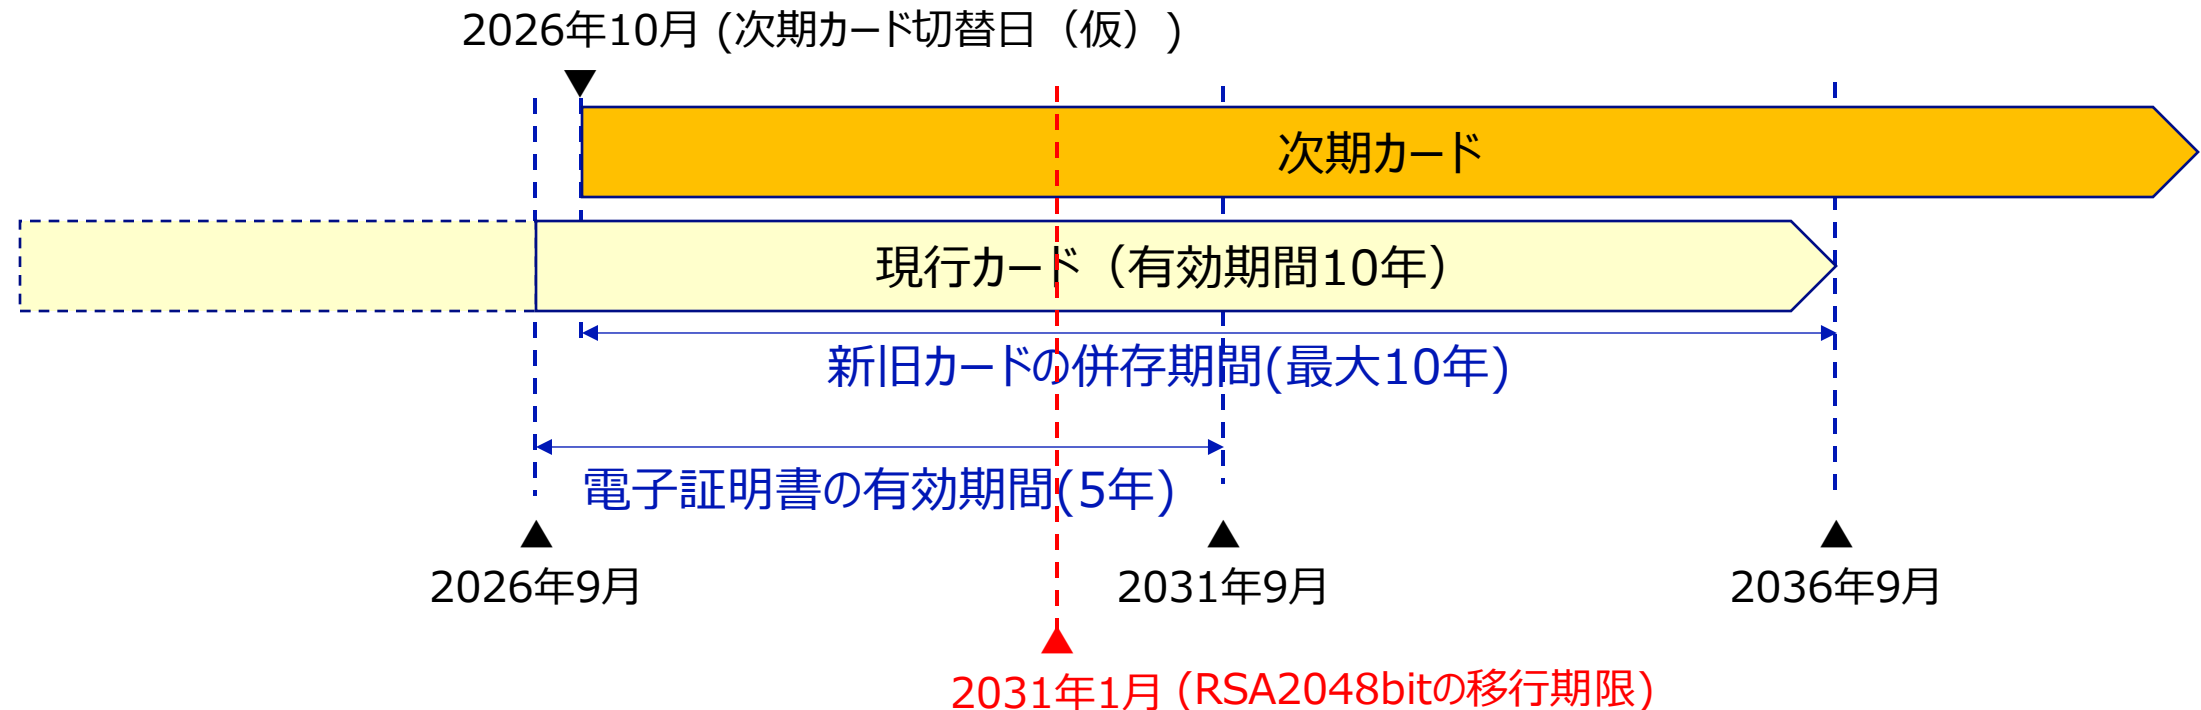 2026年10月 (次期カード切替日（仮）)
次期カード
現行カード（有効期間10年）
新旧カードの併存期間(最大10年)
電子証明書の有効期間(5年)
2026年9月
2031年9月
2036年9月
2031年1月 (RSA2048bitの移行期限)